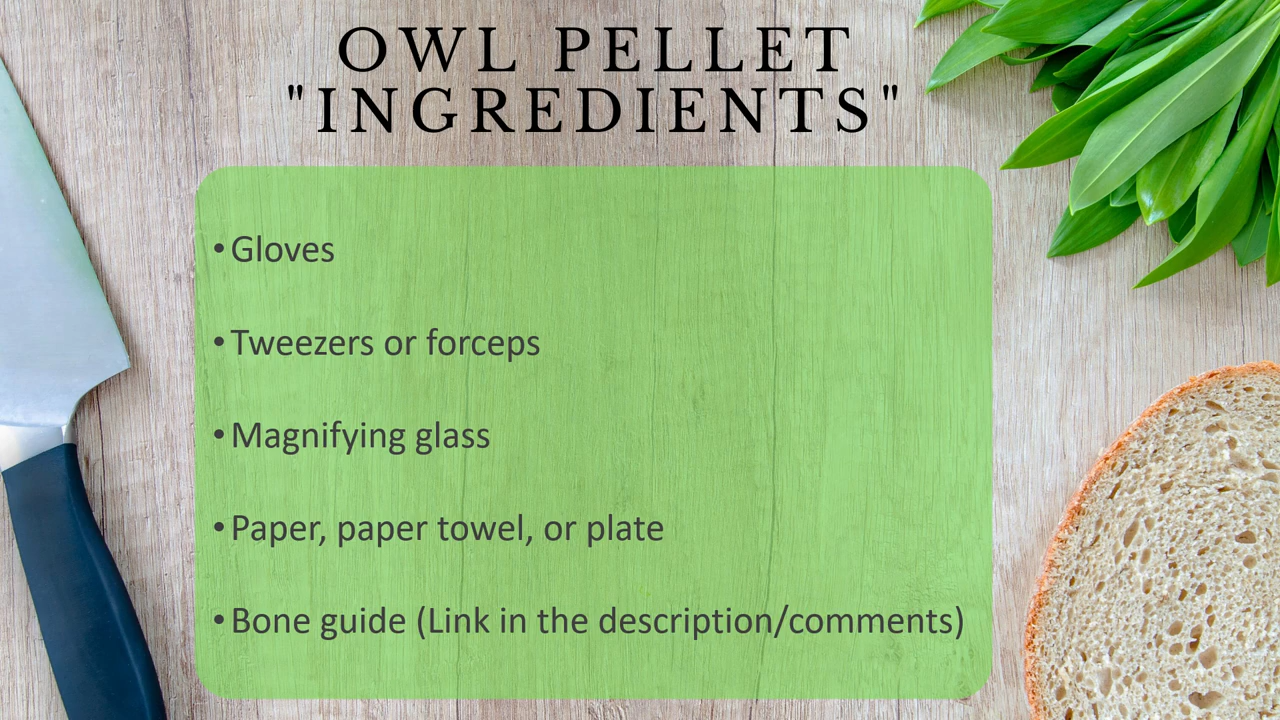 OWL PELLET
"INGREDIENTS"
• Gloves
• Tweezers or forceps
• Magnifying glass
• Paper, paper towel, or plate
• Bone guide (Link in the description/comments)